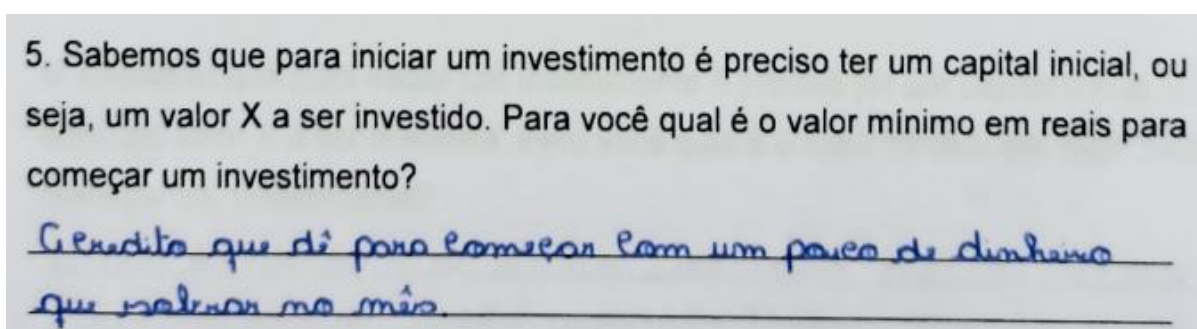 5. Sabemos que para iniciar um investimento é preciso ter um capital inicial, ou
seja, um valor X a ser investido. Para você qual é o valor mínimo em reais para
começar um investimento?
Acredito que dê para começar com um pouco de dinheiro
que sobrar no mês.